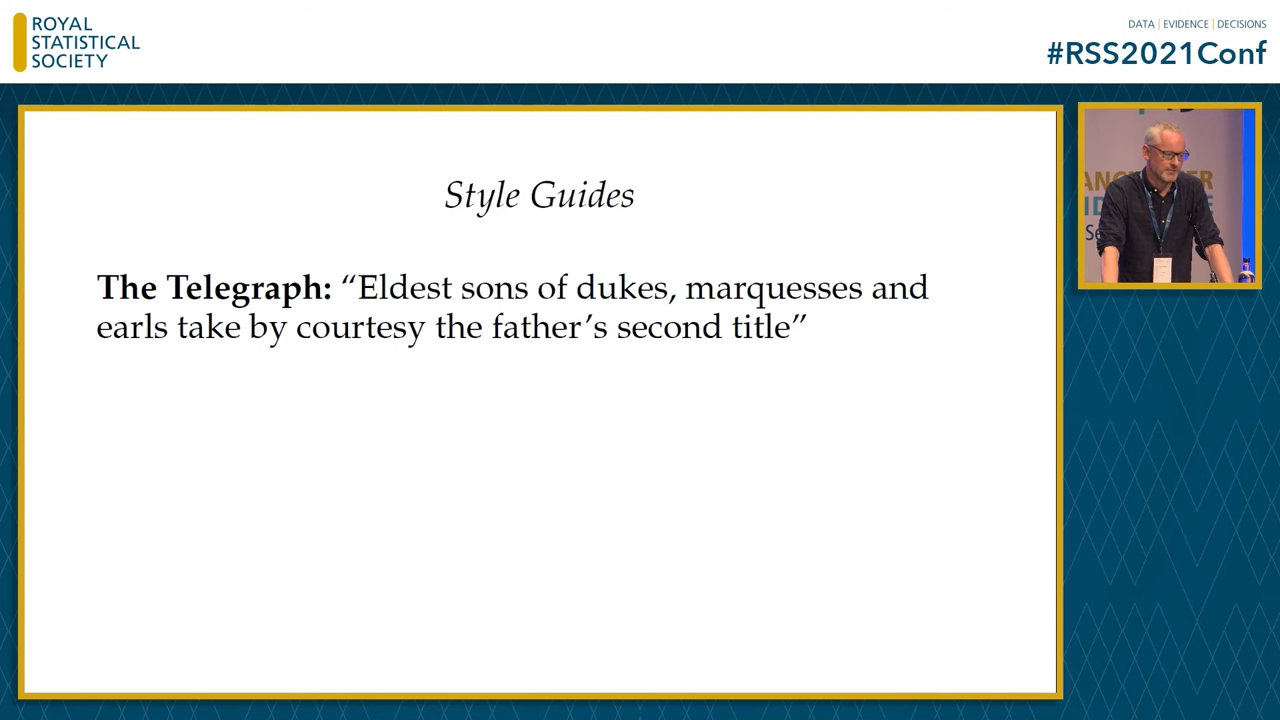 ROYAL
STATISTICAL
SOCIETY
DATA | EVIDENCE | DECISIONS
#RSS2021Conf
Style Guides
The Telegraph: “Eldest sons of dukes, marquesses and
earls take by courtesy the father’s second title”